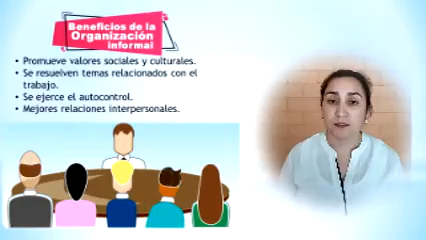 Beneficios de la
Organización
informal
• Promueve valores sociales y culturales.
• Se resuelven temas relacionados con el
trabajo.
• Se ejerce el autocontrol.
• Mejores relaciones interpersonales.